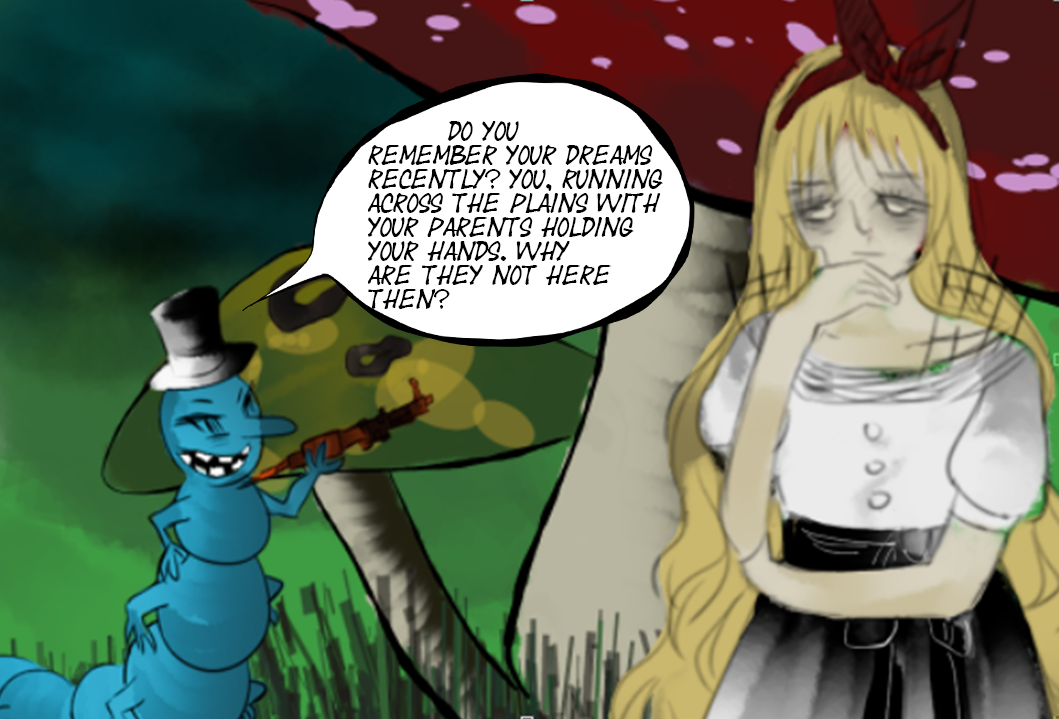 DO YOU
REMEMBER YOUR DREAMS
RECENTLY? YOU, RUNNING
ACROSS THE PLAINS WITH
YOUR PARENTS HOLDING
YOUR HANDS. WHY
ARE THEY NOT HERE
THEN?